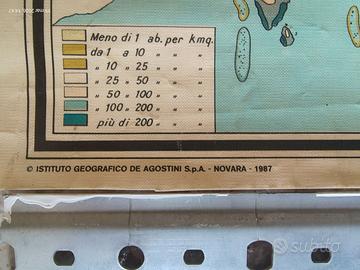 Meno di 1 ab. per kmq.
da 1 a 10 " "
" 10 " 25 " "
" 25 " 50 " "
" 50 " 100 " "
" 100 " 200 " "
più di 200 " "
© ISTITUTO GEOGRAFICO DE AGOSTINI S.p.A. - NOVARA - 1987
subito